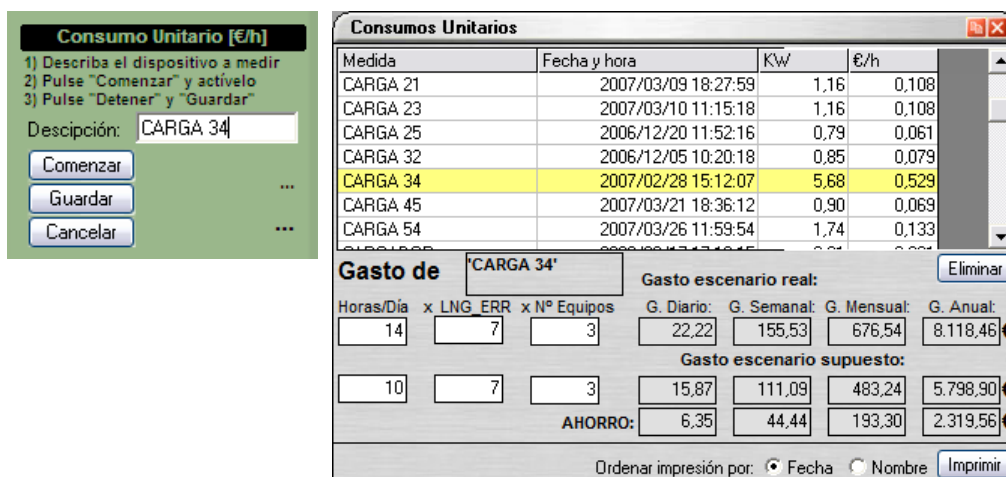 Consumo Unitario [€/h]
1) Describa el dispositivo a medir
2) Pulse "Comenzar" y actívelo
3) Pulse "Detener" y "Guardar"
Descipción: CARGA 34
Comenzar
...
Guardar
Cancelar ...
Consumos Unitarios
Medida Fecha y hora KW €/h
CARGA 21 2007/03/09 18:27:59 1,16 0,108
CARGA 23 2007/03/10 11:15:18 1,16 0,108
CARGA 25 2006/12/20 11:52:16 0,79 0,061
CARGA 32 2006/12/05 10:20:18 0,85 0,079
CARGA 34 2007/02/28 15:12:07 5,68 0,529
CARGA 45 2007/03/21 18:36:12 0,90 0,069
CARGA 54 2007/03/26 11:59:54 1,74 0,133
Gasto de 'CARGA 34' Gasto escenario real: Eliminar
Horas/Día x LNG_ERR x Nº Equipos G. Diario: G. Semanal: G. Mensual: G. Anual:
14 7 3 22,22 155,53 676,54 8.118,46
Gasto escenario supuesto:
10 7 3 15,87 111,09 483,24 5.798,90
AHORRO: 6,35 44,44 193,30 2.319,56
Ordenar impresión por: Fecha Nombre Imprimir